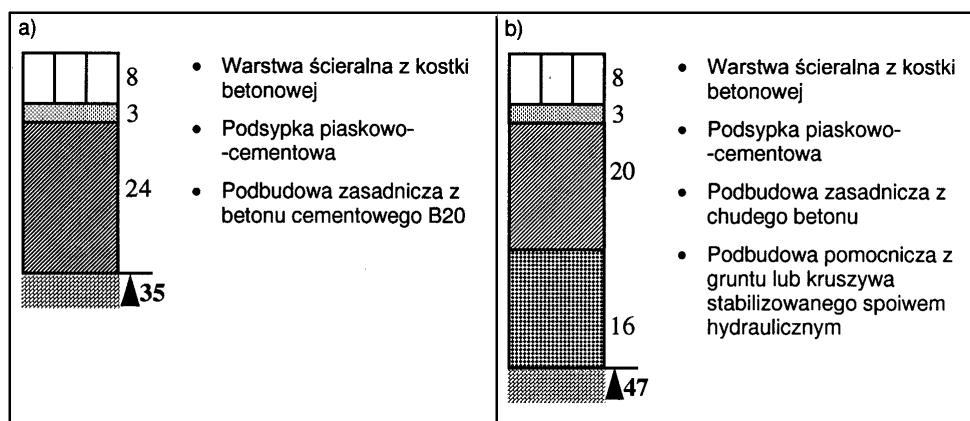 a)
8
3
24
35
• Warstwa ścieralna z kostki
betonowej
• Podsypka piaskowo-
-cementowa
• Podbudowa zasadnicza z
betonu cementowego B20
b)
8
3
20
16
47
• Warstwa ścieralna z kostki
betonowej
• Podsypka piaskowo-
-cementowa
• Podbudowa zasadnicza z
chudego betonu
• Podbudowa pomocnicza z
gruntu lub kruszywa
stabilizowanego spoiwem
hydraulicznym